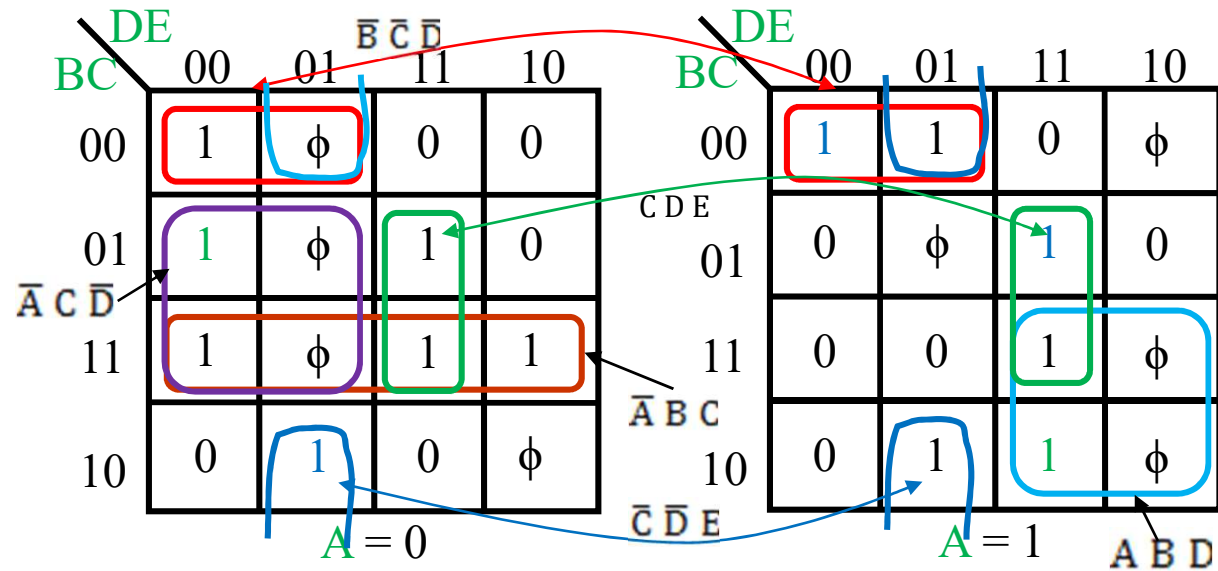 DE
BC
B̅ C̅ D̅
00 01 11 10
00 1 ϕ 0 0
01 1 ϕ 1 0
11 1 ϕ 1 1
10 0 1 0 ϕ
A̅ C D̅
A̅ B C
A = 0
C D E
C̅ D̅ E
DE
BC
00 01 11 10
00 1 1 0 ϕ
01 0 ϕ 1 0
11 0 0 1 ϕ
10 0 1 1 ϕ
A = 1
A B D